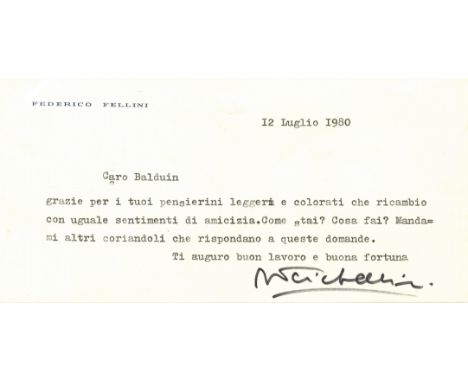 FEDERICO FELLINI
12 Luglio 1980
Caro Balduin
grazie per i tuoi pensierini leggeri e colorati che ricambio
con uguale sentimenti di amicizia.Come stai? Cosa fai? Manda=
mi altri coriandoli che rispondano a queste domande.
Ti auguro buon lavoro e buona fortuna